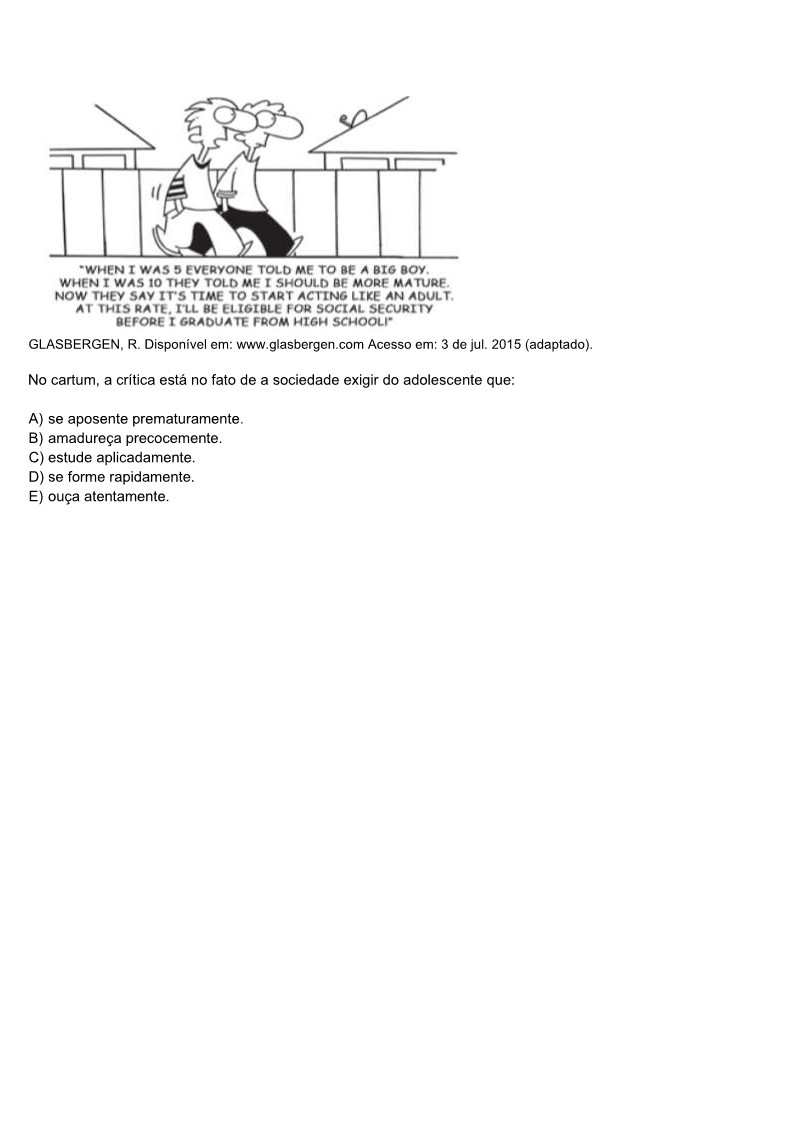 "WHEN I WAS 5 EVERYONE TOLD ME TO BE A BIG BOY.
WHEN I WAS 10 THEY TOLD ME I SHOULD BE MORE MATURE.
NOW THEY SAY IT'S TIME TO START ACTING LIKE AN ADULT.
AT THIS RATE, I'LL BE ELIGIBLE FOR SOCIAL SECURITY
BEFORE I GRADUATE FROM HIGH SCHOOL!"
GLASBERGEN, R. Disponível em: www.glasbergen.com Acesso em: 3 de jul. 2015 (adaptado).
No cartum, a crítica está no fato de a sociedade exigir do adolescente que:
A) se aposente prematuramente.
B) amadureça precocemente.
C) estude aplicadamente.
D) se forme rapidamente.
E) ouça atentamente.